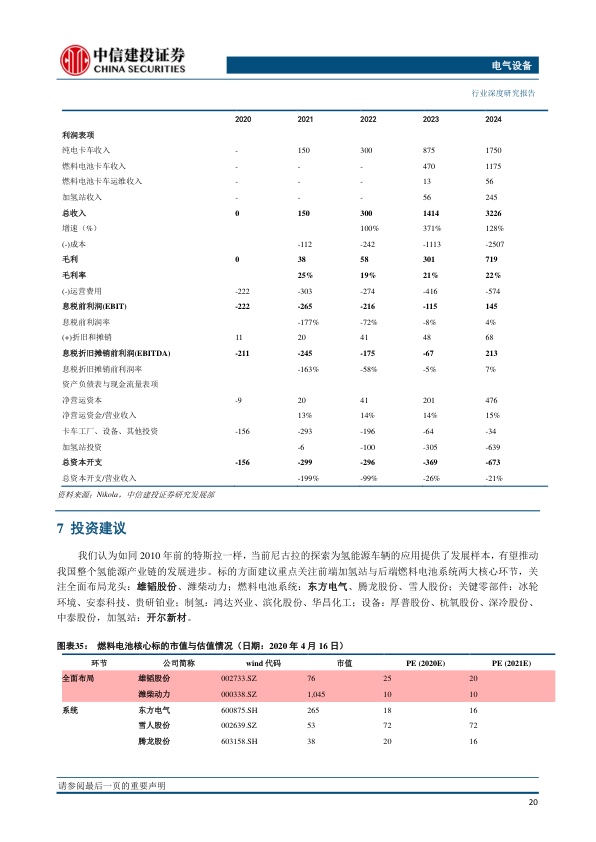 中信建投证券
CHINA SECURITIES
电气设备
行业深度研究报告
2020 2021 2022 2023 2024
利润表项
纯电卡车收入 - 150 300 875 1750
燃料电池卡车收入 - - - 470 1175
燃料电池卡车运维收入 - - - 13 56
加氢站收入 - - - 56 245
总收入 0 150 300 1414 3226
增速（%） 100% 371% 128%
(-)成本 -112 -242 -1113 -2507
毛利 0 38 58 301 719
毛利率 25% 19% 21% 22%
(-)运营费用 -222 -303 -274 -416 -574
息税前利润(EBIT) -222 -265 -216 -115 145
息税前利润率 -177% -72% -8% 4%
(+)折旧和摊销 11 20 41 48 68
息税折旧摊销前利润(EBITDA) -211 -245 -175 -67 213
息税折旧摊销前利润率 -163% -58% -5% 7%
资产负债表与现金流量表项
净营运资本 -9 20 41 201 476
净营运资金/营业收入 13% 14% 14% 15%
卡车工厂、设备、其他投资 -156 -293 -196 -64 -34
加氢站投资 -6 -100 -305 -639
总资本开支 -156 -299 -296 -369 -673
总资本开支/营业收入 -199% -99% -26% -21%
资料来源：Nikola，中信建投证券研究发展部
7 投资建议
我们认为如同 2010 年前的特斯拉一样，当前尼古拉的探索为氢能源车辆的应用提供了发展样本，有望推动
我国整个氢能源产业链的发展进步。标的方面建议重点关注前端加氢站与后端燃料电池系统两大核心环节，关
注全面布局龙头：雄韬股份、潍柴动力；燃料电池系统：东方电气、腾龙股份、雪人股份；关键零部件：冰轮
环境、安泰科技、贵研铂业；制氢：鸿达兴业、滨化股份、华昌化工；设备：厚普股份、杭氧股份、深冷股份、
中泰股份，加氢站：开尔新材。
图表35： 燃料电池核心标的市值与估值情况（日期：2020 年 4 月 16 日）
环节 公司简称 wind 代码 市值 PE (2020E) PE (2021E)
全面布局 雄韬股份 002733.SZ 76 25 20
潍柴动力 000338.SZ 1,045 10 10
系统 东方电气 600875.SH 265 18 16
雪人股份 002639.SZ 53 72 72
腾龙股份 603158.SH 38 20 16
请参阅最后一页的重要声明
20